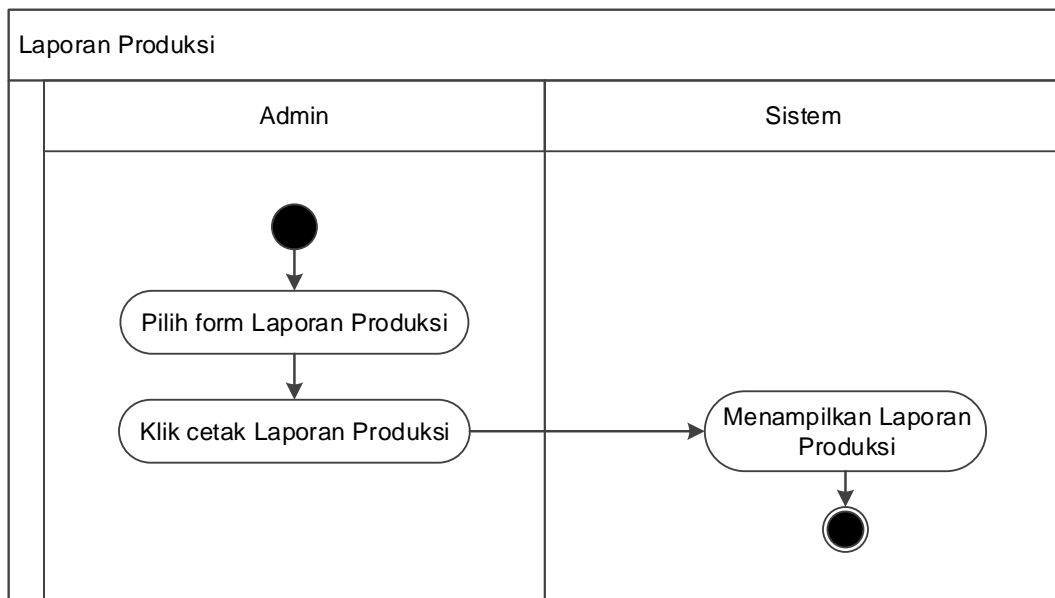 Laporan Produksi
Admin
Sistem
Pilih form Laporan Produksi
Klik cetak Laporan Produksi
Menampilkan Laporan
Produksi